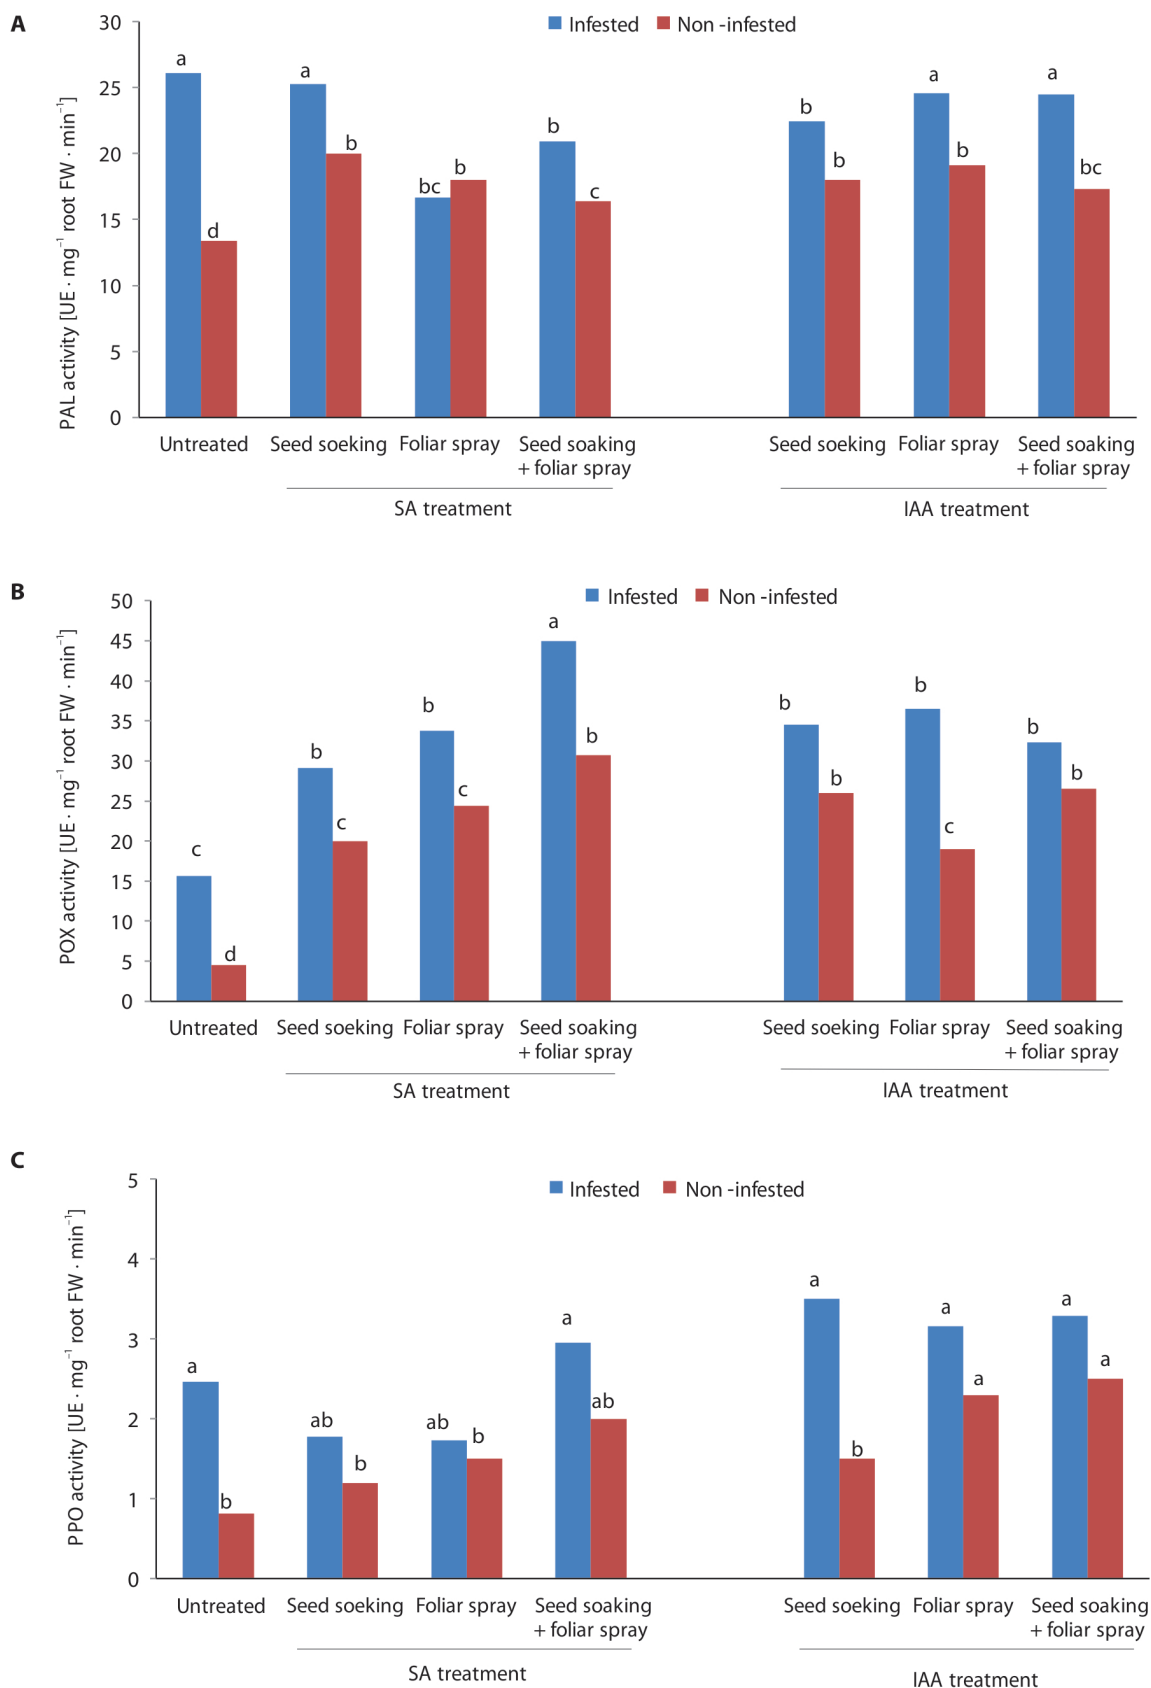 A
Infested Non -infested
PAL activity [UE · mg⁻¹ root FW · min⁻¹]
30
25
20
15
10
5
0
a
d
a
b
bc
b
b
c
b
b
a
b
a
bc
Untreated Seed soeking Foliar spray Seed soaking Seed soeking Foliar spray Seed soaking
+ foliar spray + foliar spray
SA treatment IAA treatment
B
Infested Non -infested
POX activity [UE · mg⁻¹ root FW · min⁻¹]
50
45
40
35
30
25
20
15
10
5
0
c
d
b
c
b
c
a
b
b
b
b
c
b
b
Untreated Seed soeking Foliar spray Seed soaking Seed soeking Foliar spray Seed soaking
+ foliar spray + foliar spray
SA treatment IAA treatment
C
Infested Non -infested
PPO activity [UE · mg⁻¹ root FW · min⁻¹]
5
4
3
2
1
0
a
b
ab
b
ab
b
a
ab
a
b
a
a
a
a
Untreated Seed soeking Foliar spray Seed soaking Seed soeking Foliar spray Seed soaking
+ foliar spray + foliar spray
SA treatment IAA treatment